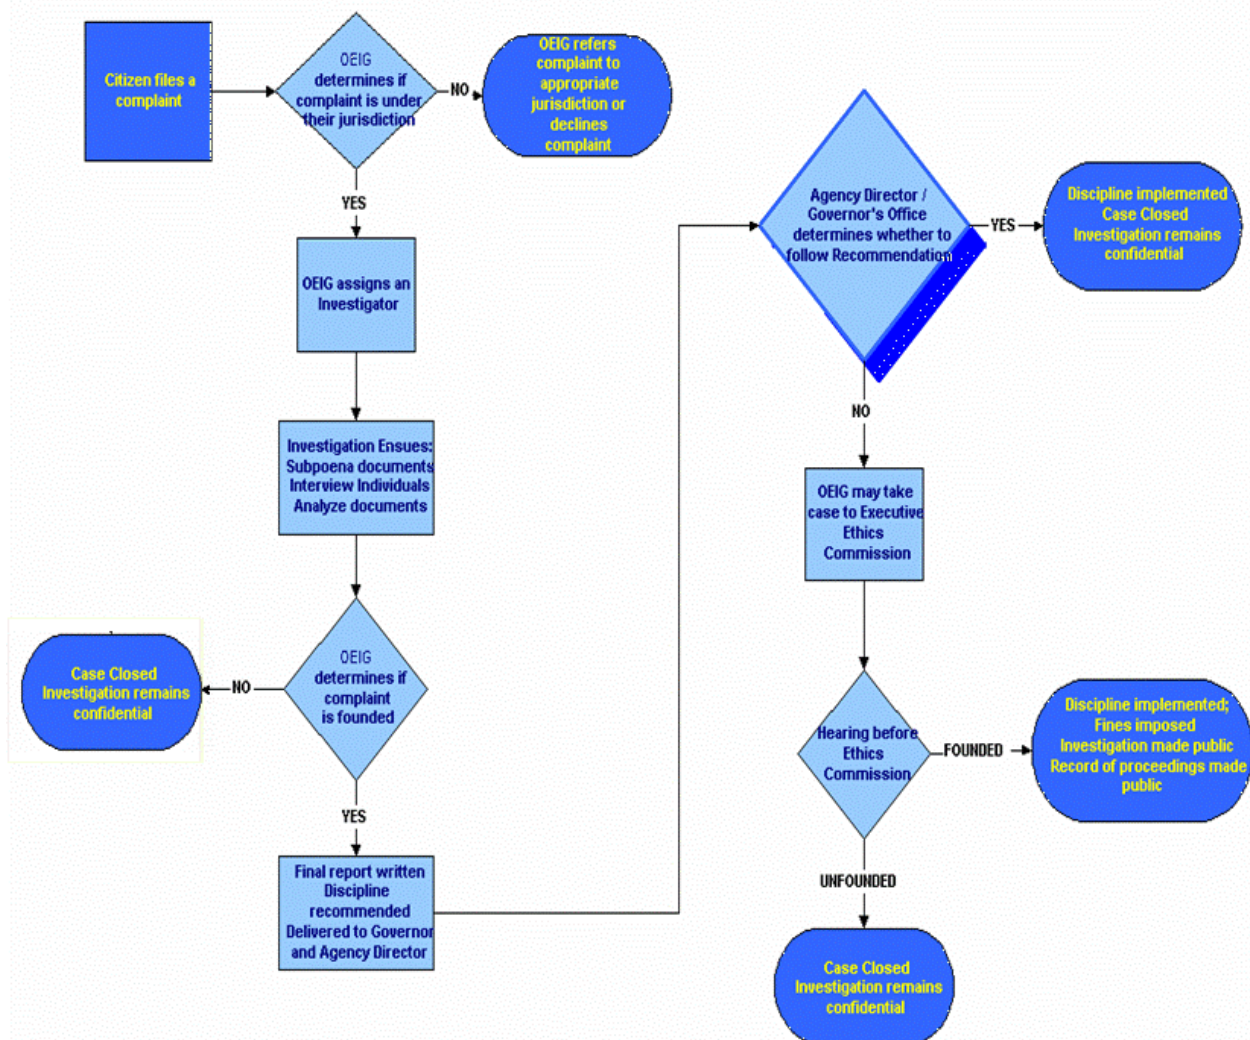 Citizen files a
complaint
OEIG
determines if
complaint is under
their jurisdiction
NO
OEIG refers
complaint to
appropriate
jurisdiction or
declines
complaint
YES
OEIG assigns an
Investigator
Investigation Ensues:
Subpoena documents
Interview Individuals
Analyze documents
OEIG
determines if
complaint
is founded
NO
Case Closed
Investigation remains
confidential
YES
Final report written
Discipline
recommended
Delivered to Governor
and Agency Director
Agency Director /
Governor's Office
determines whether to
follow Recommendation
YES
Discipline implemented
Case Closed
Investigation remains
confidential
NO
OEIG may take
case to Executive
Ethics
Commission
Hearing before
Ethics
Commission
FOUNDED
Discipline implemented;
Fines imposed
Investigation made public
Record of proceedings made
public
UNFOUNDED
Case Closed
Investigation remains
confidential